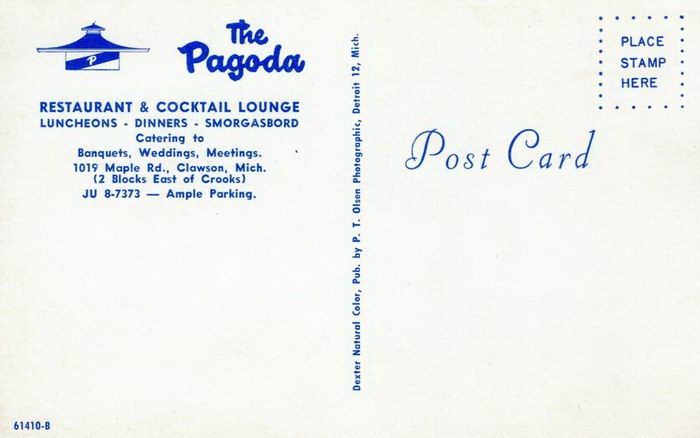 The
Pagoda
P
RESTAURANT & COCKTAIL LOUNGE
LUNCHEONS - DINNERS - SMORGASBORD
Catering to
Banquets, Weddings, Meetings.
1019 Maple Rd., Clawson, Mich.
(2 Blocks East of Crooks)
JU 8-7373 — Ample Parking.
61410-B
Dexter Natural Color, Pub. by P. T. Olsen Photographic, Detroit 12, Mich.
PLACE
STAMP
HERE
Post Card